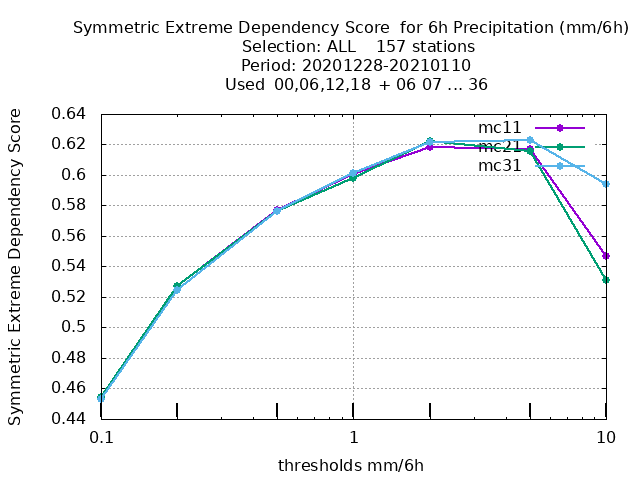 Symmetric Extreme Dependency Score  for 6h Precipitation (mm/6h)
Selection: ALL    157 stations
Period: 20201228-20210110
Used  00,06,12,18  + 06 07 ... 36
Symmetric Extreme Dependency Score
0.64
0.62
0.6
0.58
0.56
0.54
0.52
0.5
0.48
0.46
0.44
mc11
mc21
mc31
0.1
1
10
thresholds mm/6h